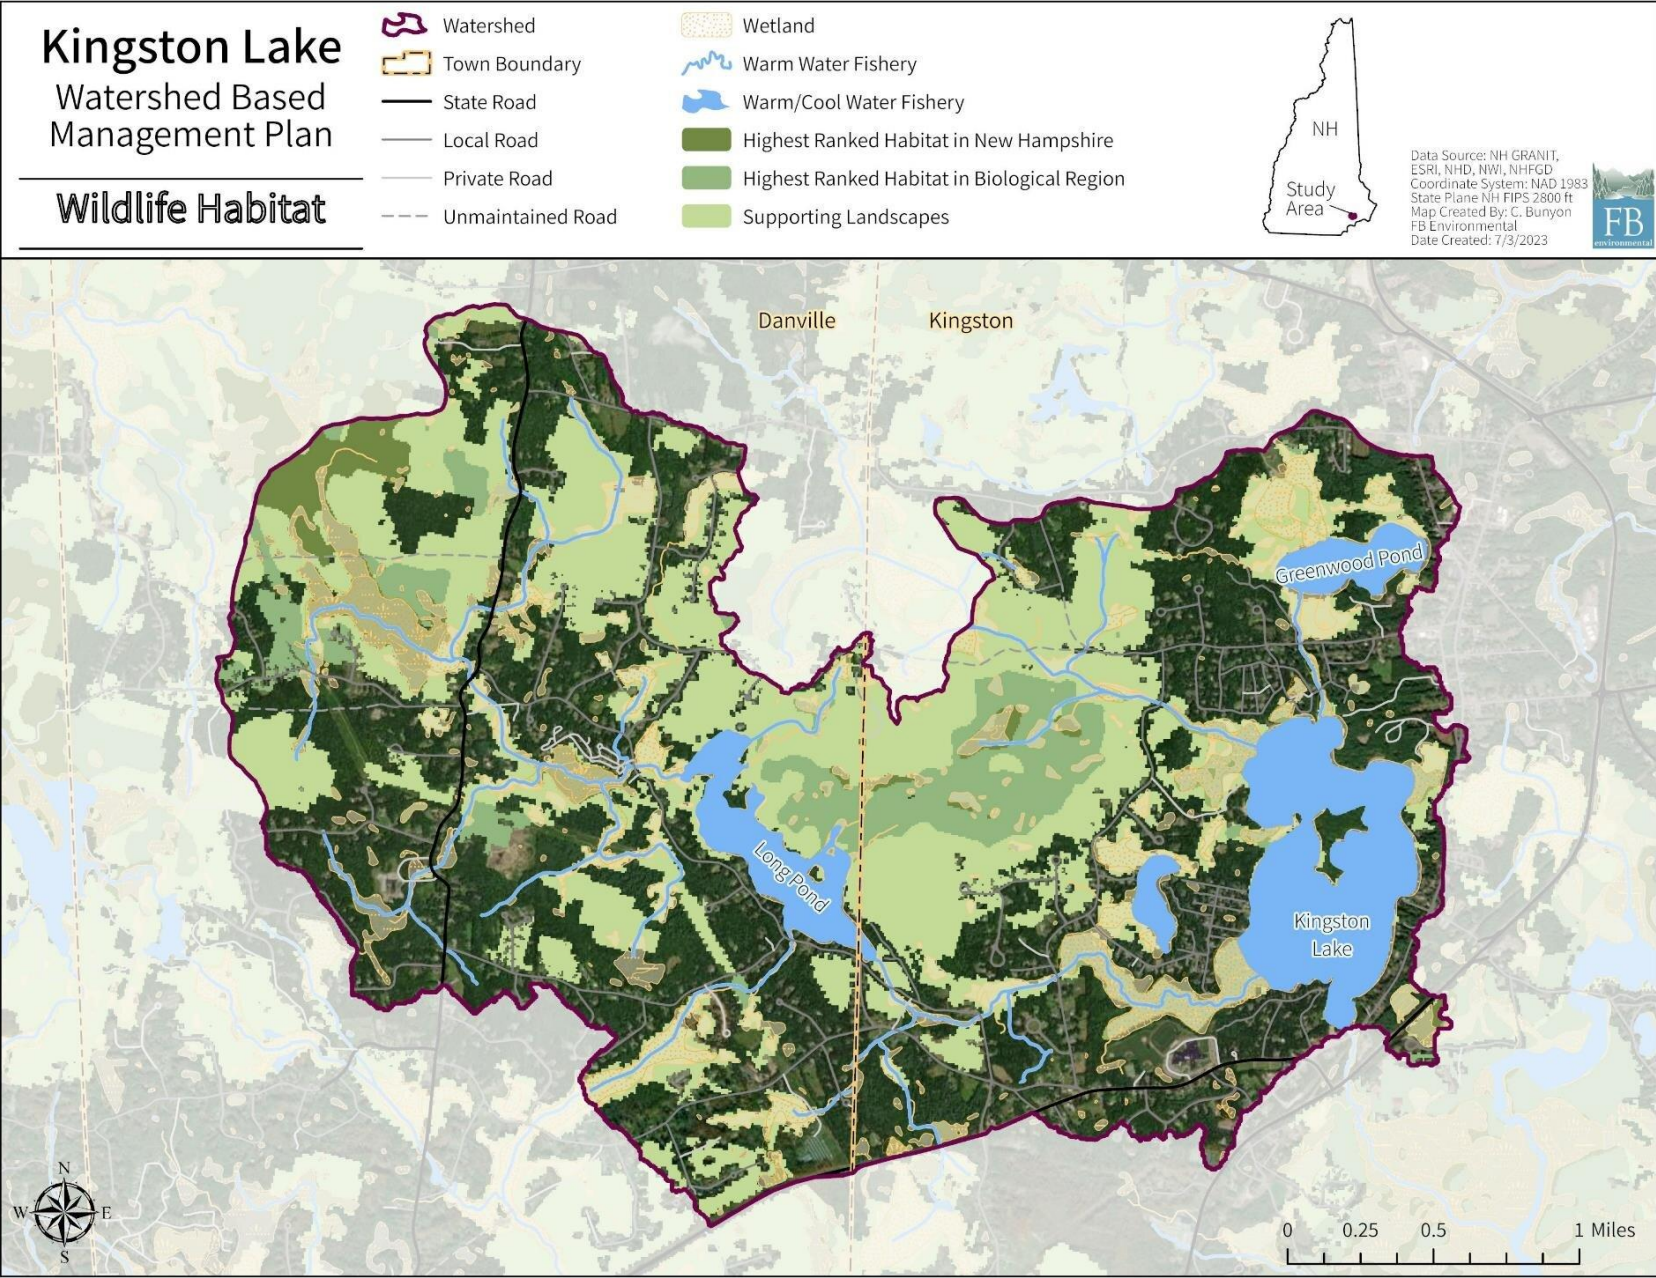 Kingston Lake
Watershed Based
Management Plan
Wildlife Habitat
Watershed
Town Boundary
State Road
Local Road
Private Road
Unmaintained Road
Wetland
Warm Water Fishery
Warm/Cool Water Fishery
Highest Ranked Habitat in New Hampshire
Highest Ranked Habitat in Biological Region
Supporting Landscapes
NH
Study
Area
Data Source: NH GRANIT,
ESRI, NHD, NWI, NHFGD
Coordinate System: NAD 1983
State Plane NH FIPS 2800 ft
Map Created By: C. Bunyon
FB Environmental
Date Created: 7/3/2023
FB
environmental
Danville
Kingston
Greenwood Pond
Long Pond
Kingston
Lake
N
W E
S
0 0.25 0.5 1 Miles